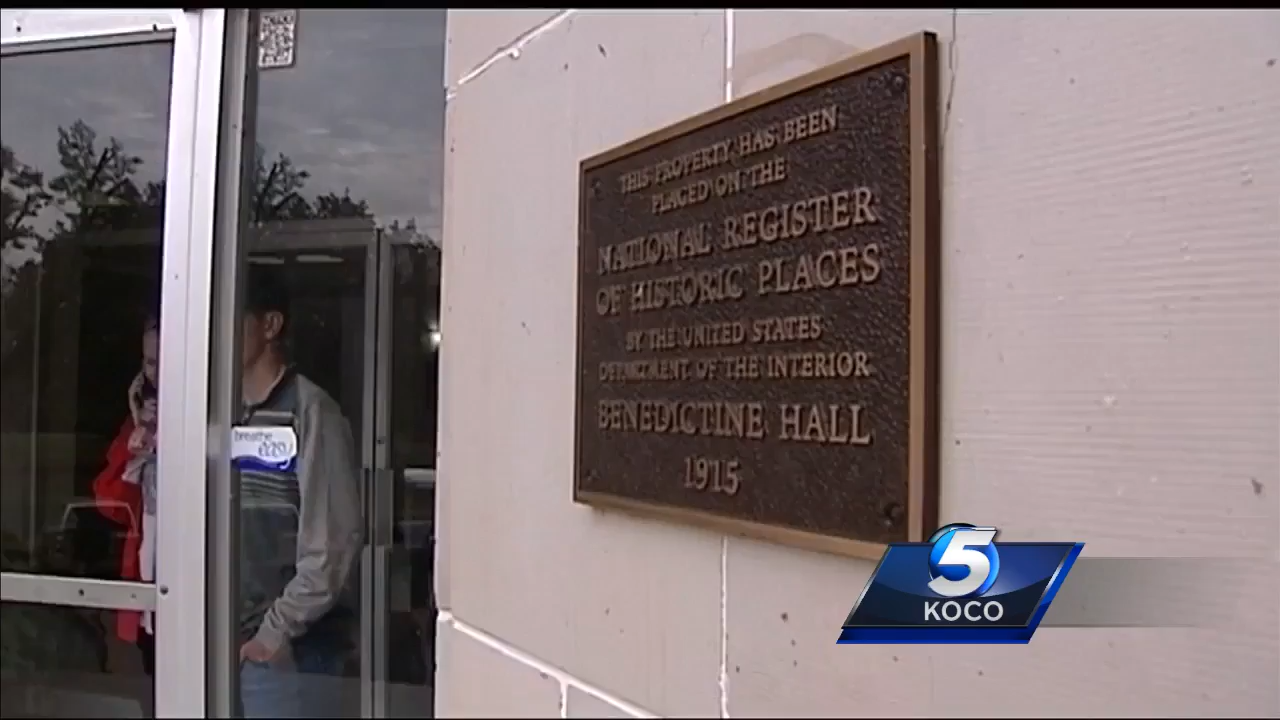 breathe
easy
THIS PROPERTY HAS BEEN
PLACED ON THE
NATIONAL REGISTER
OF HISTORIC PLACES
BY THE UNITED STATES
DEPARTMENT OF THE INTERIOR
BENEDICTINE HALL
1915
5
KOCO